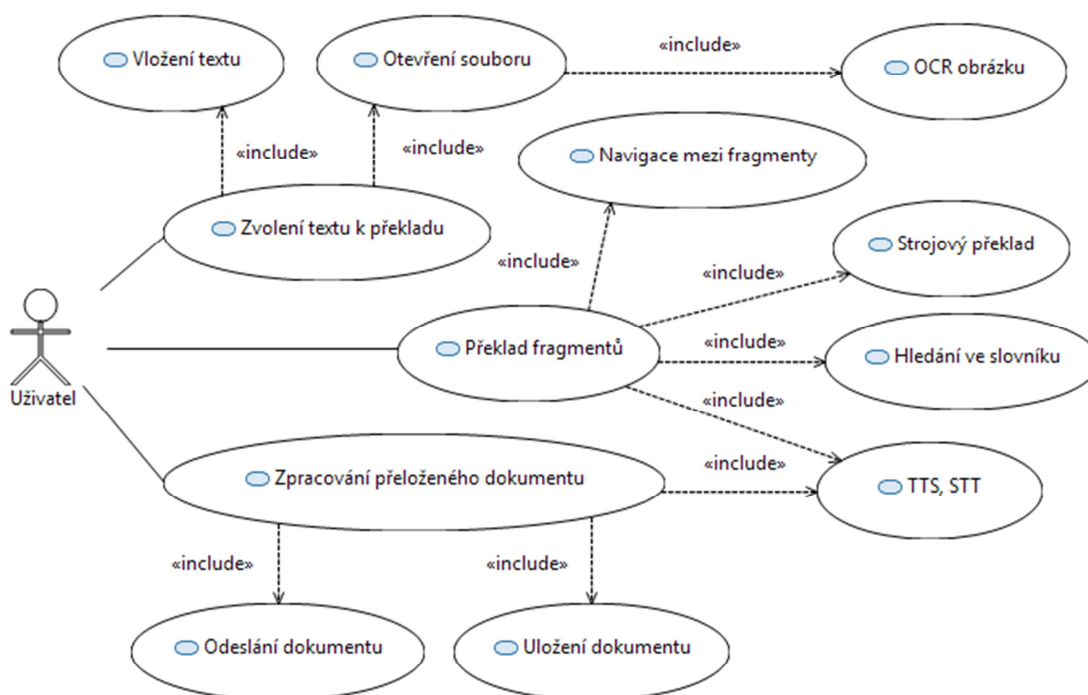 Vložení textu
Otevření souboru
«include»
OCR obrázku
«include»
«include»
Navigace mezi fragmenty
Zvolení textu k překladu
«include»
Strojový překlad
«include»
Uživatel
Překlad fragmentů
«include»
Hledání ve slovníku
«include»
Zpracování přeloženého dokumentu
«include»
TTS, STT
«include»
«include»
Odeslání dokumentu
Uložení dokumentu